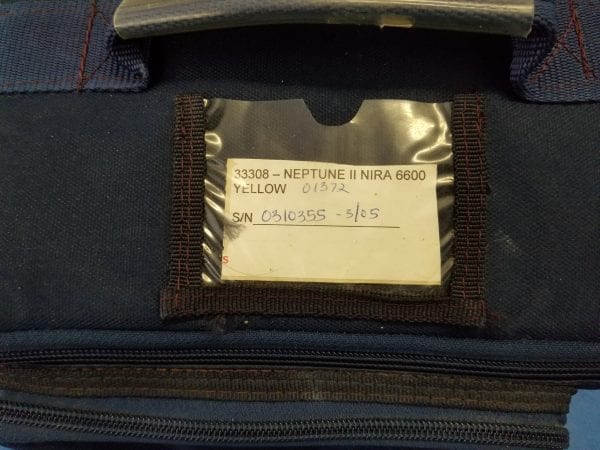 33308 – NEPTUNE II NIRA 6600
YELLOW 01372
S/N 0310355 -3/05
S